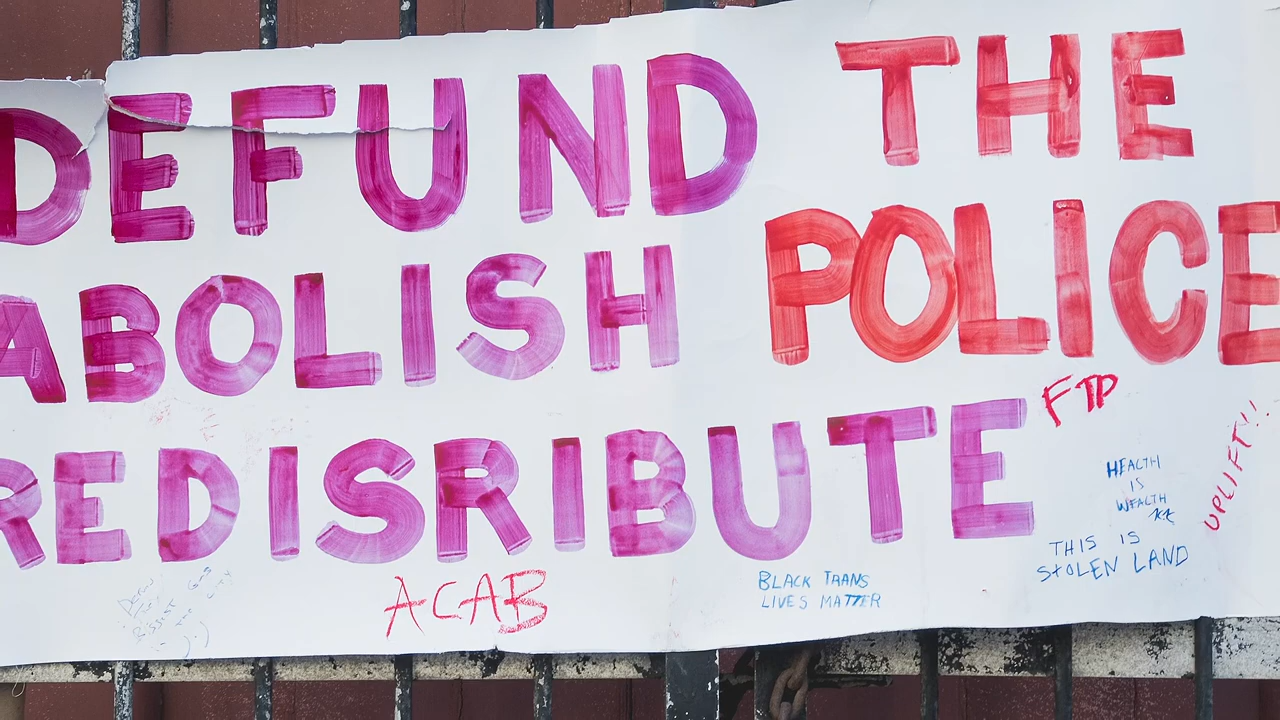 DEFUND THE
ABOLISH POLICE
REDISRIBUTE
FTP
HEALTH
IS
WEALTH
UPLIFT!!
THIS IS
STOLEN LAND
BLACK TRANS
LIVES MATTER
ACAB